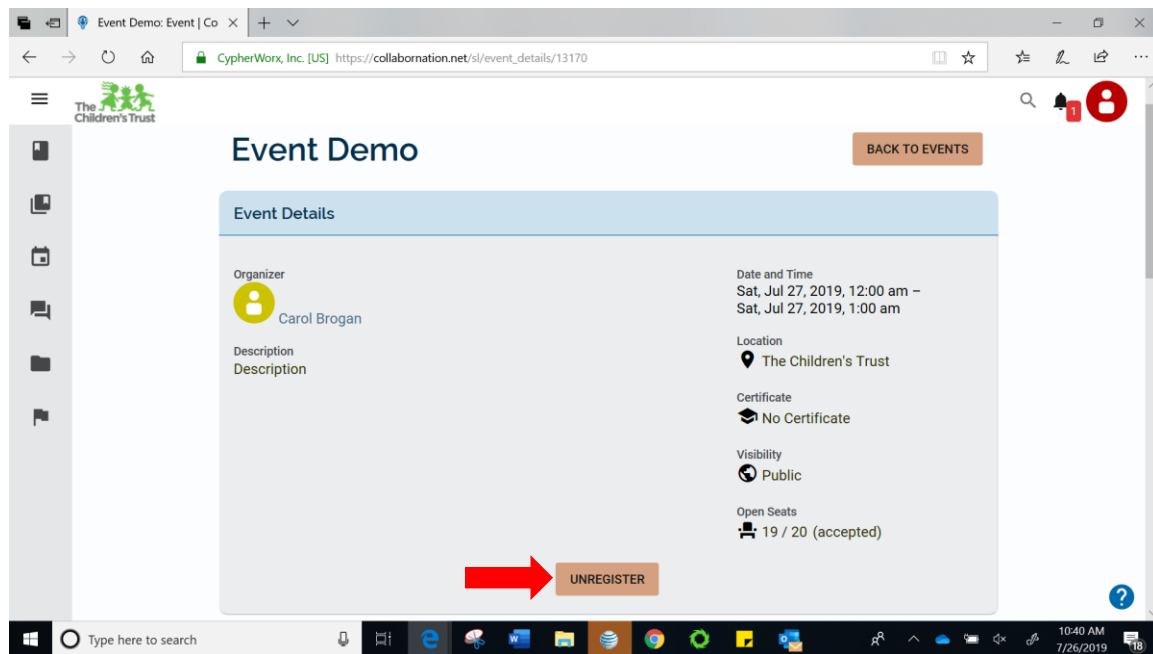 Event Demo: Event | Co
CypherWorx, Inc. [US] https://collabornation.net/sl/event_details/13170
The
Children's Trust
1
Event Demo
BACK TO EVENTS
Event Details
Organizer
Carol Brogan
Description
Description
Date and Time
Sat, Jul 27, 2019, 12:00 am –
Sat, Jul 27, 2019, 1:00 am
Location
The Children's Trust
Certificate
No Certificate
Visibility
Public
Open Seats
19 / 20 (accepted)
UNREGISTER
?
Type here to search
10:40 AM
7/26/2019
18